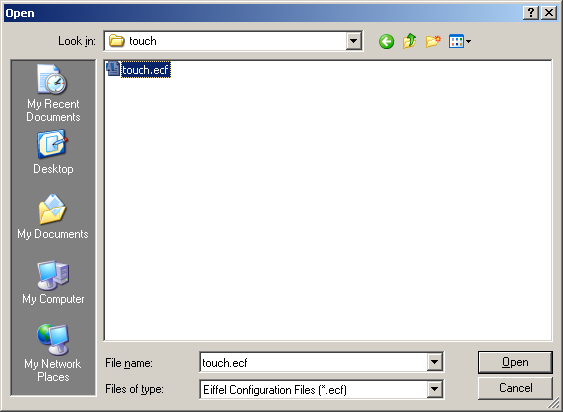 Open
Look in: touch
touch.ecf
My Recent
Documents
Desktop
My Documents
My Computer
My Network
Places
File name: touch.ecf Open
Files of type: Eiffel Configuration Files (*.ecf) Cancel